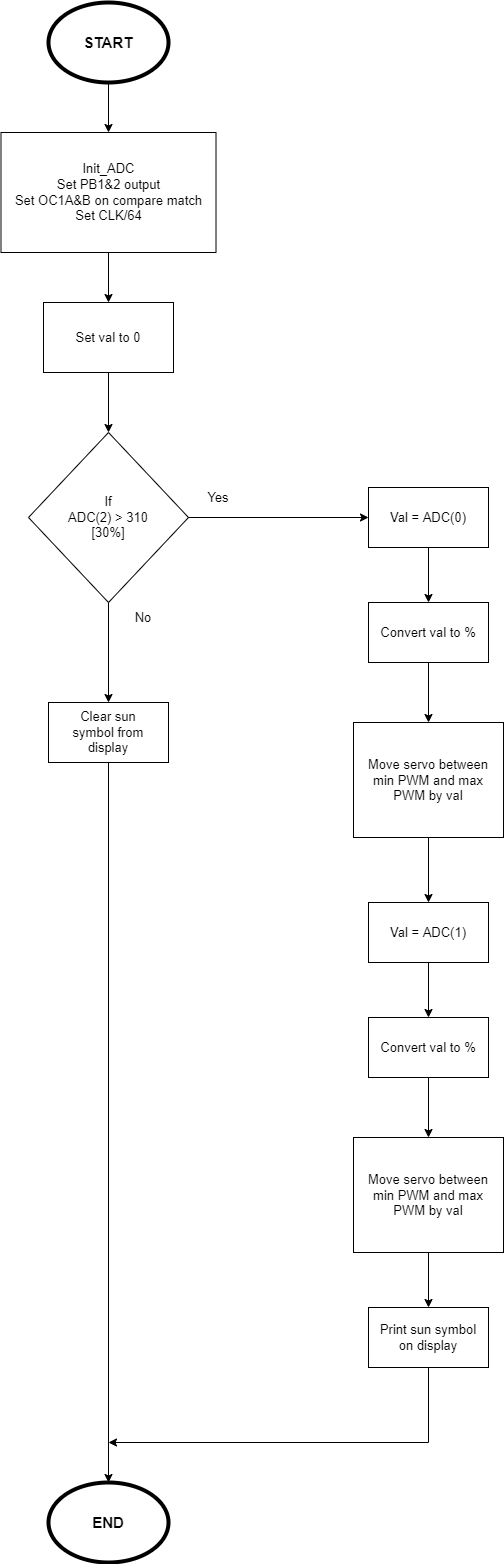 START
Init_ADC
Set PB1&2 output
Set OC1A&B on compare match
Set CLK/64
Set val to 0
If
ADC(2) > 310
[30%]
Yes
No
Clear sun
symbol from
display
Val = ADC(0)
Convert val to %
Move servo between
min PWM and max
PWM by val
Val = ADC(1)
Convert val to %
Move servo between
min PWM and max
PWM by val
Print sun symbol
on display
END